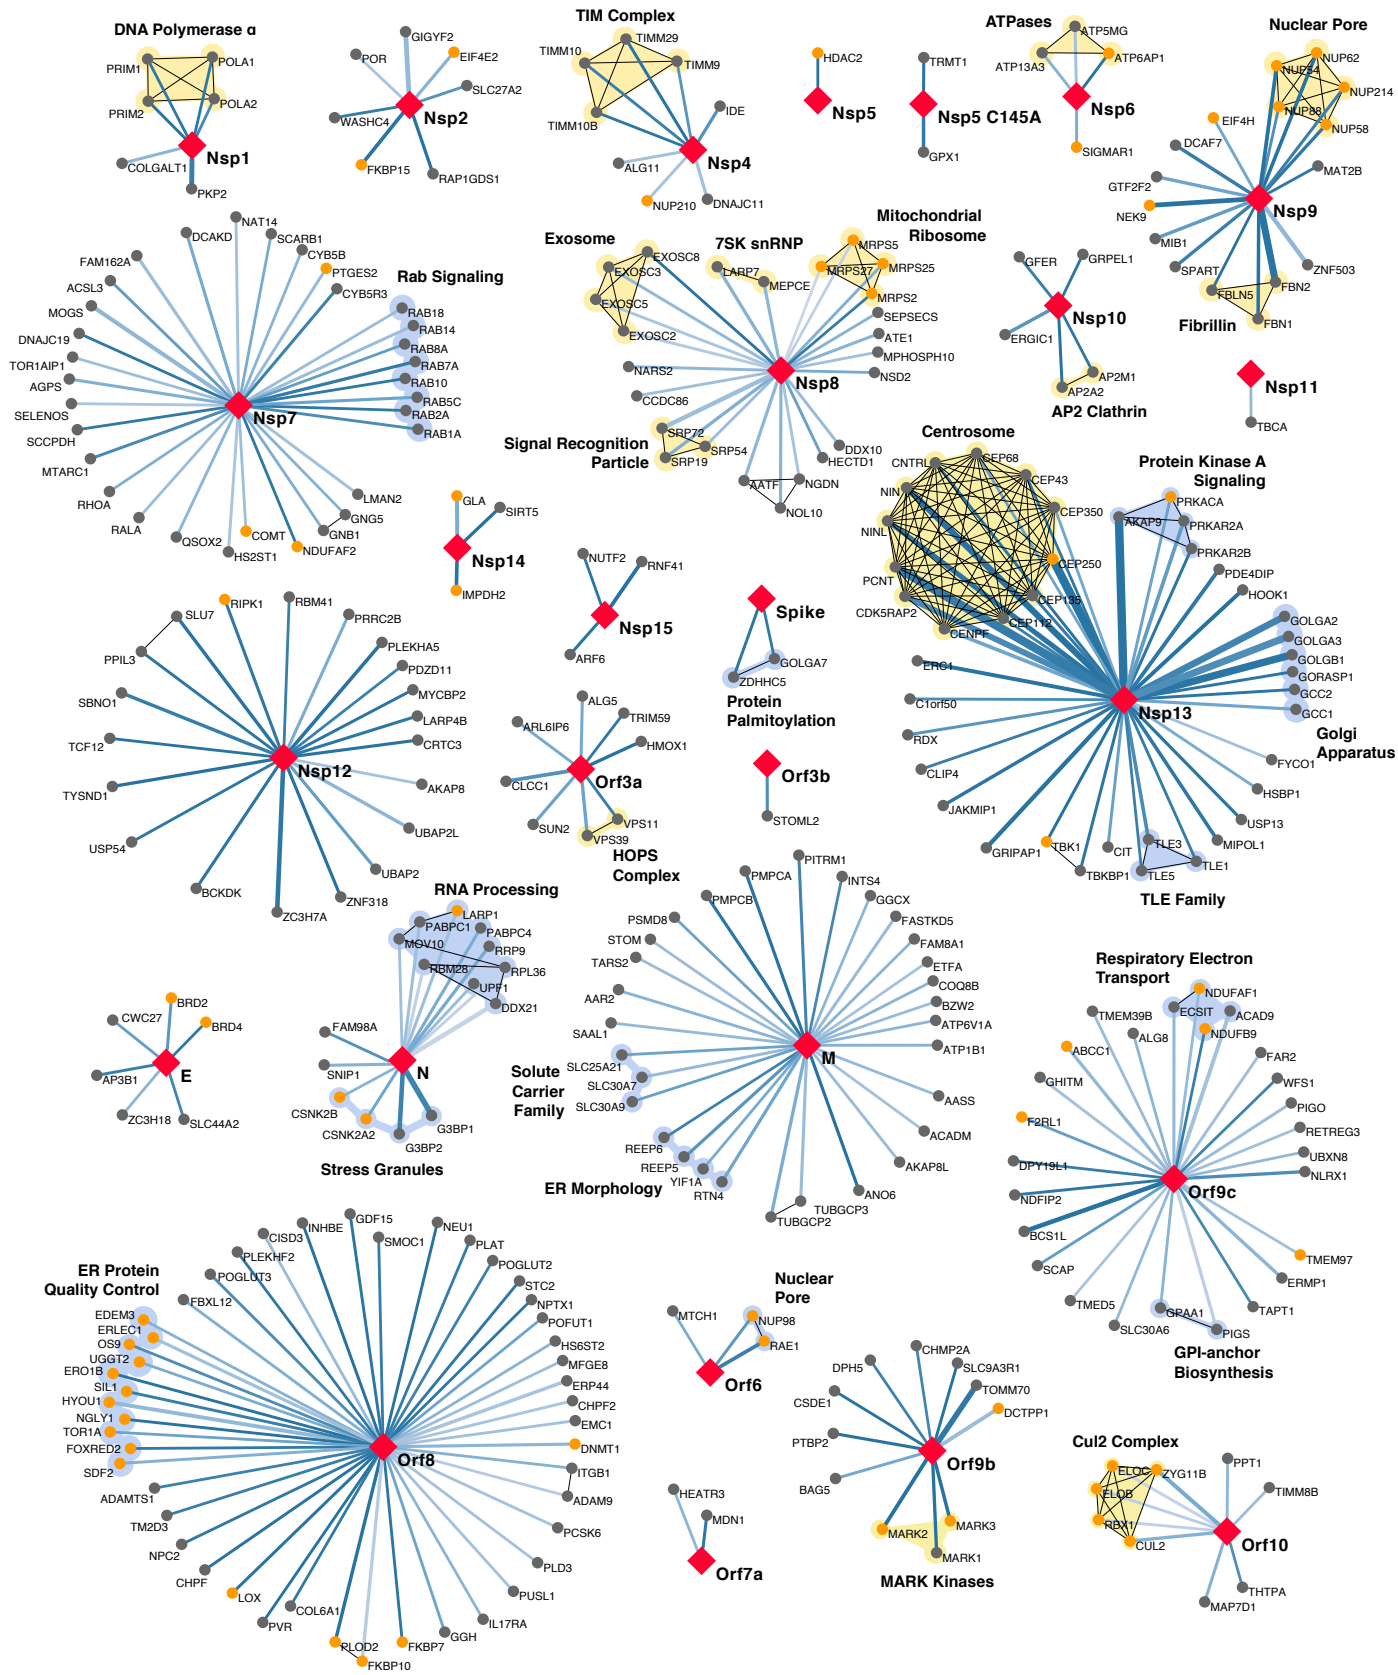 DNA Polymerase α
PRIM1
POLA1
PRIM2
POLA2
Nsp1
COLGALT1
PKP2
GIGYF2
POR
EIF4E2
SLC27A2
WASHC4
Nsp2
FKBP15
RAP1GDS1
TIM Complex
TIMM29
TIMM10
TIMM9
TIMM10B
IDE
Nsp4
ALG11
NUP210
DNAJC11
HDAC2
Nsp5
TRMT1
Nsp5 C145A
GPX1
ATPases
ATP5MG
ATP13A3
ATP6AP1
Nsp6
SIGMAR1
Nuclear Pore
NUP62
NUP54
NUP214
NUP88
NUP58
EIF4H
DCAF7
MAT2B
GTF2F2
NEK9
Nsp9
MIB1
SPART
ZNF503
FBN2
FBLN5
FBN1
Fibrillin
NAT14
DCAKD
SCARB1
CYB5B
FAM162A
PTGES2
ACSL3
CYB5R3
Rab Signaling
MOGS
RAB18
RAB14
DNAJC19
RAB8A
TOR1AIP1
RAB7A
AGPS
RAB10
SELENOS
RAB5C
Nsp7
RAB2A
SCCPDH
RAB1A
MTARC1
RHOA
LMAN2
RALA
GNG5
QSOX2
GNB1
COMT
HS2ST1
NDUFAF2
Exosome
EXOSC8
EXOSC3
EXOSC5
EXOSC2
7SK snRNP
LARP7
MEPCE
Mitochondrial
Ribosome
MRPS5
MRPS27
MRPS25
MRPS2
SEPSECS
ATE1
MPHOSPH10
NSD2
NARS2
Nsp8
CCDC86
Signal Recognition
Particle
SRP72
SRP54
SRP19
DDX10
HECTD1
AATF
NGDN
NOL10
GFER
GRPEL1
Nsp10
ERGIC1
AP2M1
AP2A2
AP2 Clathrin
Nsp11
TBCA
GLA
SIRT5
Nsp14
IMPDH2
NUTF2
RNF41
Nsp15
ARF6
Spike
GOLGA7
ZDHHC5
Protein
Palmitoylation
Centrosome
CEP68
CNTRL
CEP43
NIN
CEP350
NINL
CEP250
PCNT
CEP135
CDK5RAP2
CEP112
CENPF
Protein Kinase A
Signaling
PRKACA
AKAP9
PRKAR2A
PRKAR2B
PDE4DIP
HOOK1
GOLGA2
GOLGA3
GOLGB1
GORASP1
GCC2
GCC1
Golgi
Apparatus
ERC1
C1orf50
Nsp13
RDX
CLIP4
FYCO1
JAKMIP1
HSBP1
USP13
GRIPAP1
MIPOL1
TBK1
CIT
TLE3
TLE1
TBKBP1
TLE5
TLE Family
RIPK1
RBM41
SLU7
PRRC2B
PPIL3
PLEKHA5
PDZD11
SBNO1
MYCBP2
LARP4B
TCF12
CRTC3
Nsp12
TYSND1
AKAP8
USP54
UBAP2L
UBAP2
BCKDK
ZNF318
ZC3H7A
ALG5
ARL6IP6
TRIM59
HMOX1
CLCC1
Orf3a
SUN2
VPS11
VPS39
HOPS
Complex
Orf3b
STOML2
RNA Processing
LARP1
PABPC1
PABPC4
MOV10
RRP9
RBM28
RPL36
UPF1
DDX21
FAM98A
N
SNIP1
CSNK2B
CSNK2A2
G3BP1
G3BP2
Stress Granules
BRD2
CWC27
BRD4
E
AP3B1
ZC3H18
SLC44A2
PITRM1
PMPCA
INTS4
PMPCB
GGCX
PSMD8
FASTKD5
STOM
FAM8A1
TARS2
ETFA
COQ8B
AAR2
BZW2
SAAL1
ATP6V1A
ATP1B1
M
Solute
Carrier
Family
SLC25A21
SLC30A7
SLC30A9
AASS
ACADM
REEP6
REEP5
AKAP8L
YIF1A
RTN4
ANO6
TUBGCP3
TUBGCP2
ER Morphology
Respiratory Electron
Transport
NDUFAF1
ECSIT
ACAD9
NDUFB9
TMEM39B
ALG8
ABCC1
FAR2
GHITM
WFS1
PIGO
F2RL1
RETREG3
UBXN8
DPY19L1
NLRX1
Orf9c
NDFIP2
BCS1L
TMEM97
SCAP
ERMP1
TMED5
TAPT1
SLC30A6
GPAA1
PIGS
GPI-anchor
Biosynthesis
ER Protein
Quality Control
EDEM3
ERLEC1
OS9
UGGT2
ERO1B
SIL1
HYOU1
NGLY1
TOR1A
FOXRED2
SDF2
GDF15
INHBE
NEU1
CISD3
SMOC1
PLAT
PLEKHF2
POGLUT2
POGLUT3
STC2
FBXL12
NPTX1
POFUT1
HS6ST2
MFGE8
ERP44
CHPF2
EMC1
DNMT1
Orf8
ITGB1
ADAM9
ADAMTS1
TM2D3
PCSK6
NPC2
PLD3
CHPF
PUSL1
LOX
COL6A1
IL17RA
PVR
GGH
PLOD2
FKBP7
FKBP10
Nuclear
Pore
MTCH1
NUP98
RAE1
Orf6
HEATR3
MDN1
Orf7a
CHMP2A
DPH5
SLC9A3R1
CSDE1
TOMM70
DCTPP1
PTBP2
Orf9b
BAG5
MARK2
MARK3
MARK1
MARK Kinases
Cul2 Complex
ELOC
ZYG11B
ELOB
RBX1
CUL2
PPT1
TIMM8B
Orf10
THTPA
MAP7D1